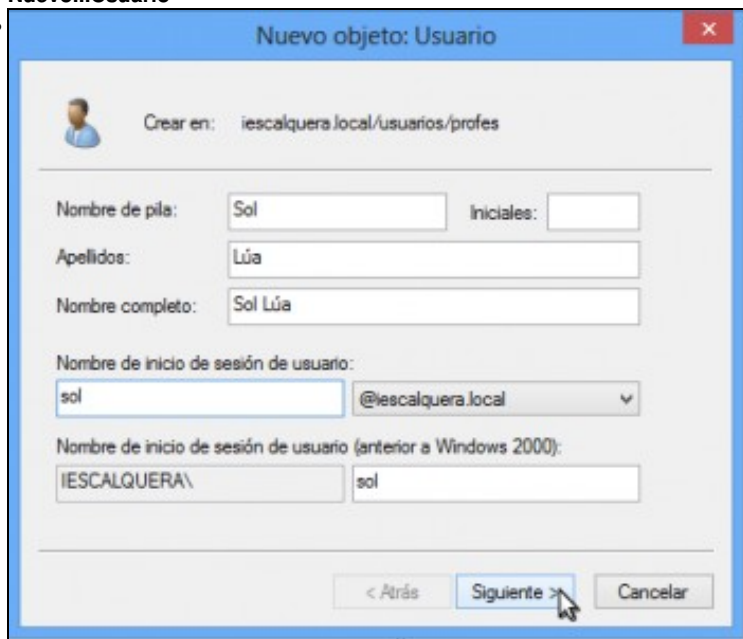 Nuevo...Usuario
Nuevo objeto: Usuario
Crear en: iescalquera.local/usuarios/profes
Nombre de pila: Sol Iniciales:
Apellidos: Lúa
Nombre completo: Sol Lúa
Nombre de inicio de sesión de usuario:
sol @iescalquera.local
Nombre de inicio de sesión de usuario (anterior a Windows 2000):
IESCALQUERA\ sol
< Atrás Siguiente > Cancelar